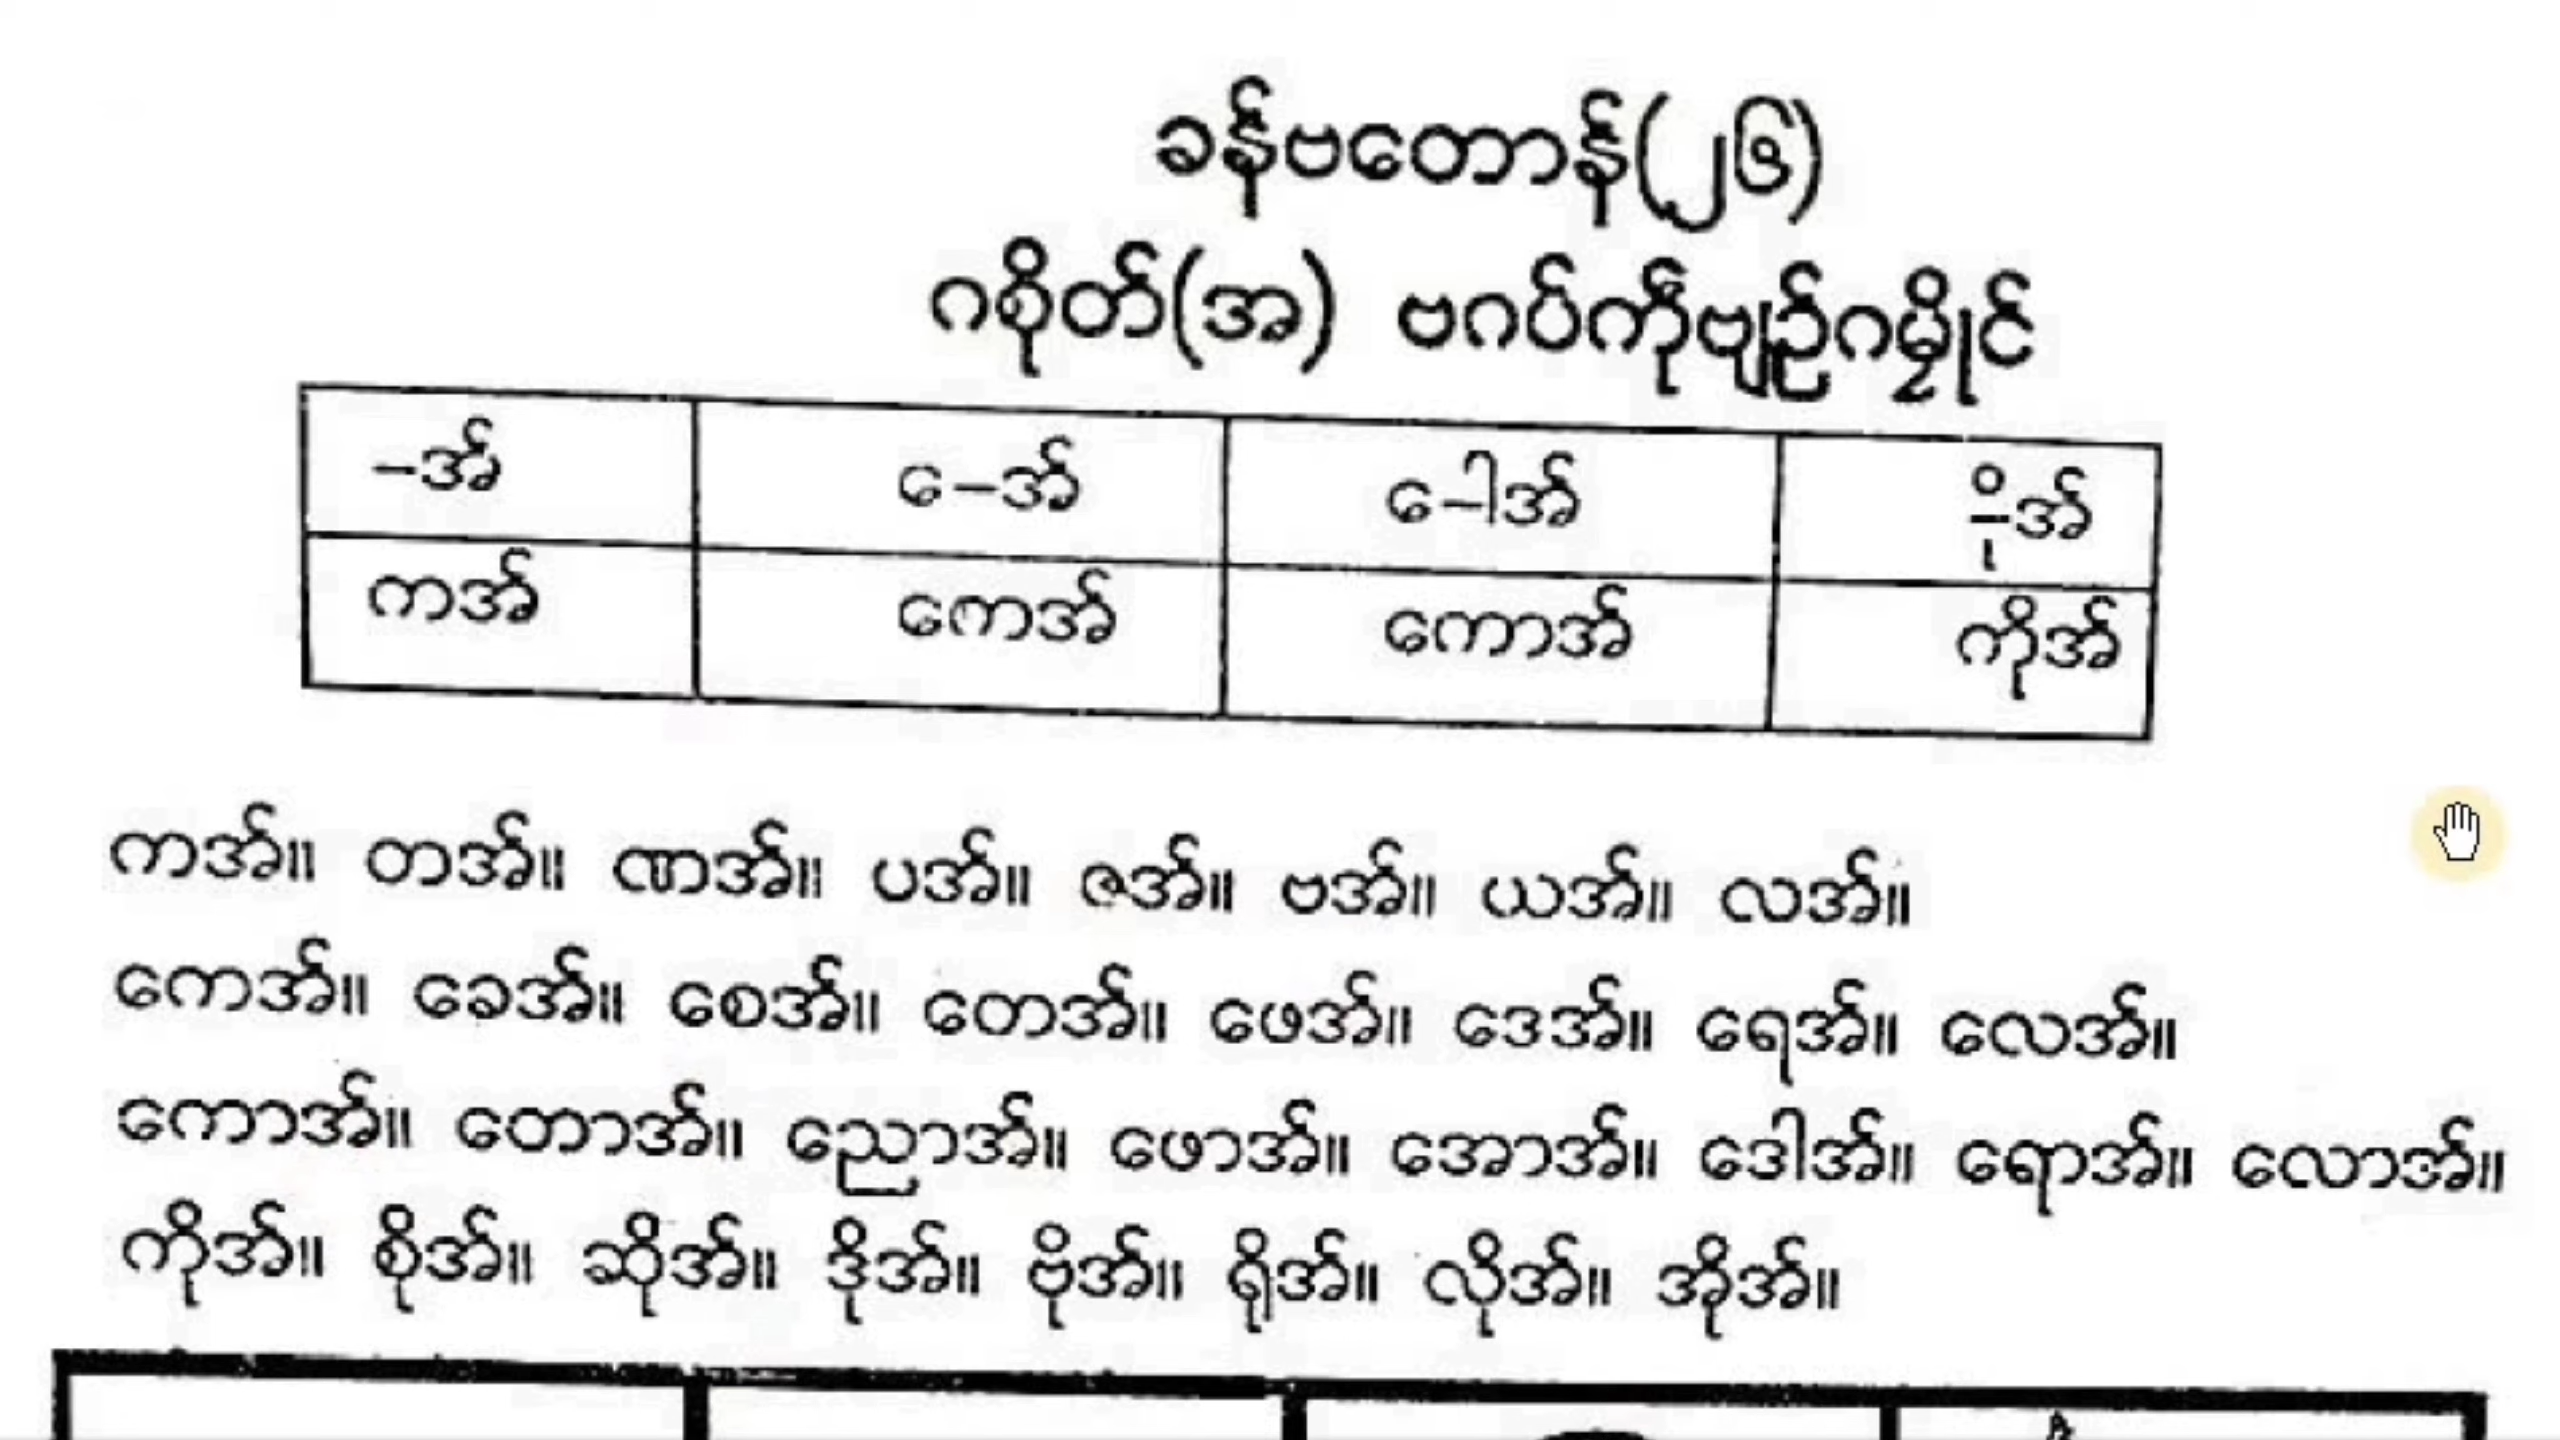 ခန်ဗတောန်(၂၆)
ဂစိုတ်(အ) ဗဂပ်ကဵုဗျဉ်ဂမၠိုင်
–အ် ေ–အ် ေ–ါအ် –ိုအ်
ကအ် ကေအ် ကောအ် ကိုအ်
ကအ်။ တအ်။ ဏအ်။ ပအ်။ ဇအ်။ ဗအ်။ ယအ်။ လအ်။
ကေအ်။ ခေအ်။ စေအ်။ တေအ်။ ဖေအ်။ ဒေအ်။ ရေအ်။ လေအ်။
ကောအ်။ တောအ်။ ညောအ်။ ဖောအ်။ အောအ်။ ဒေါအ်။ ရောအ်။ လောအ်။
ကိုအ်။ စိုအ်။ ဆိုအ်။ ဒိုအ်။ ဗိုအ်။ ရိုအ်။ လိုအ်။ အိုအ်။